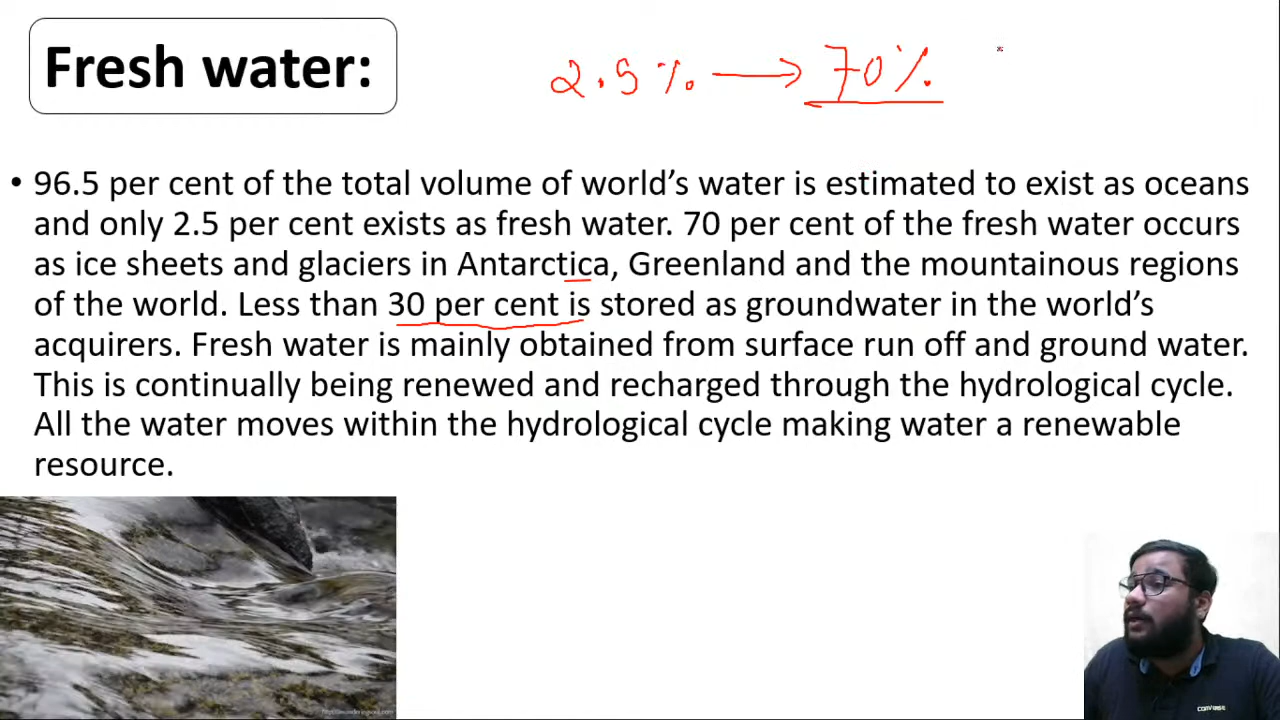 Fresh water:
2.5% → 70%
• 96.5 per cent of the total volume of world’s water is estimated to exist as oceans
and only 2.5 per cent exists as fresh water. 70 per cent of the fresh water occurs
as ice sheets and glaciers in Antarctica, Greenland and the mountainous regions
of the world. Less than 30 per cent is stored as groundwater in the world’s
acquirers. Fresh water is mainly obtained from surface run off and ground water.
This is continually being renewed and recharged through the hydrological cycle.
All the water moves within the hydrological cycle making water a renewable
resource.
CONVERSE